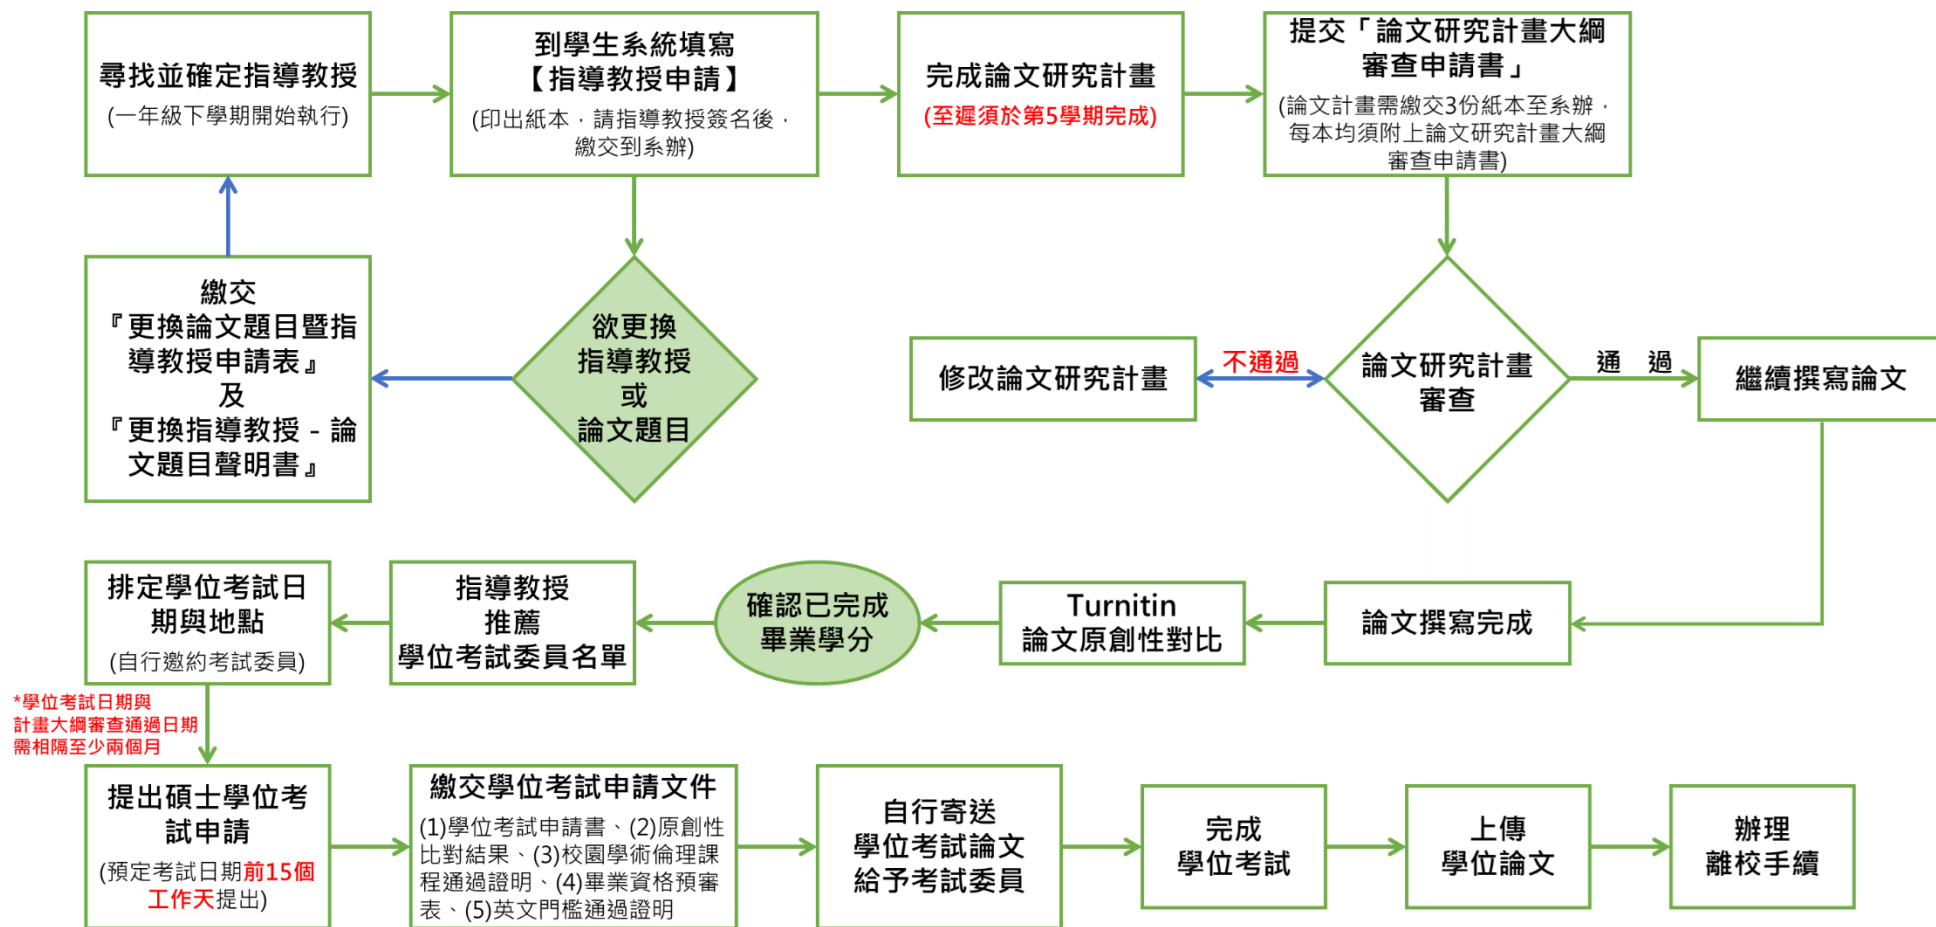 尋找並確定指導教授
(一年級下學期開始執行)
到學生系統填寫
【指導教授申請】
(印出紙本，請指導教授簽名後，
繳交到系辦)
完成論文研究計畫
(至遲須於第5學期完成)
提交「論文研究計畫大綱
審查申請書」
(論文計畫需繳交3份紙本至系辦，
每本均須附上論文研究計畫大綱
審查申請書)
繳交
『更換論文題目暨指
導教授申請表』
及
『更換指導教授－論
文題目聲明書』
欲更換
指導教授
或
論文題目
修改論文研究計畫
不通過
論文研究計畫
審查
通　過
繼續撰寫論文
論文撰寫完成
Turnitin
論文原創性對比
確認已完成
畢業學分
指導教授
推薦
學位考試委員名單
排定學位考試日
期與地點
(自行邀約考試委員)
*學位考試日期與
計畫大綱審查通過日期
需相隔至少兩個月
提出碩士學位考
試申請
(預定考試日期前15個
工作天提出)
繳交學位考試申請文件
(1)學位考試申請書、(2)原創性
比對結果、(3)校園學術倫理課
程通過證明、(4)畢業資格預審
表、(5)英文門檻通過證明
自行寄送
學位考試論文
給予考試委員
完成
學位考試
上傳
學位論文
辦理
離校手續